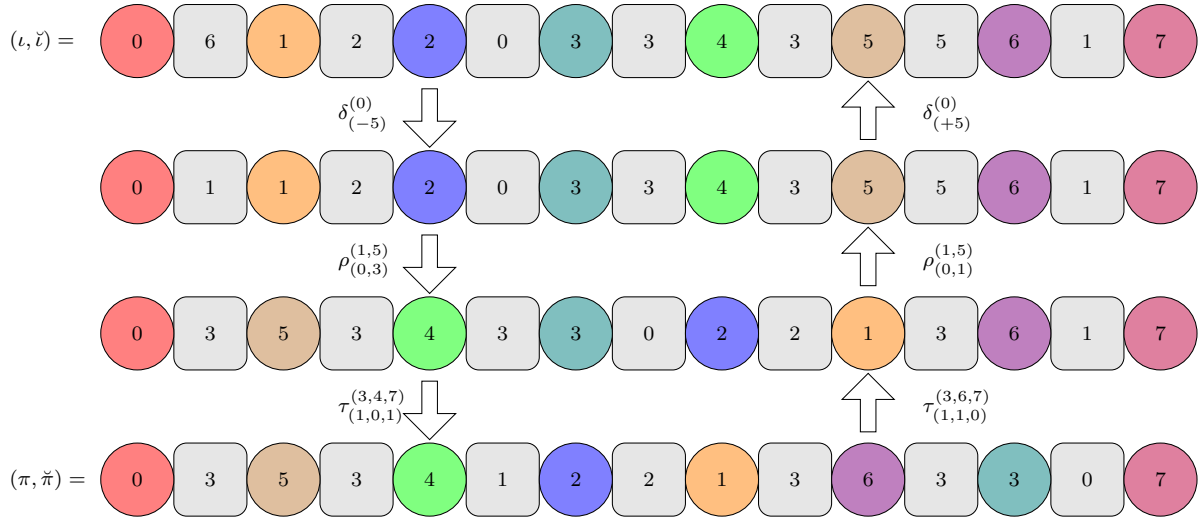 (ι, ῐ) = 0 6 1 2 2 0 3 3 4 3 5 5 6 1 7
δ^{(0)}_{(−5)} δ^{(0)}_{(+5)}
0 1 1 2 2 0 3 3 4 3 5 5 6 1 7
ρ^{(1,5)}_{(0,3)} ρ^{(1,5)}_{(0,1)}
0 3 5 3 4 3 3 0 2 2 1 3 6 1 7
τ^{(3,4,7)}_{(1,0,1)} τ^{(3,6,7)}_{(1,1,0)}
(π, π̆) = 0 3 5 3 4 1 2 2 1 3 6 3 3 0 7